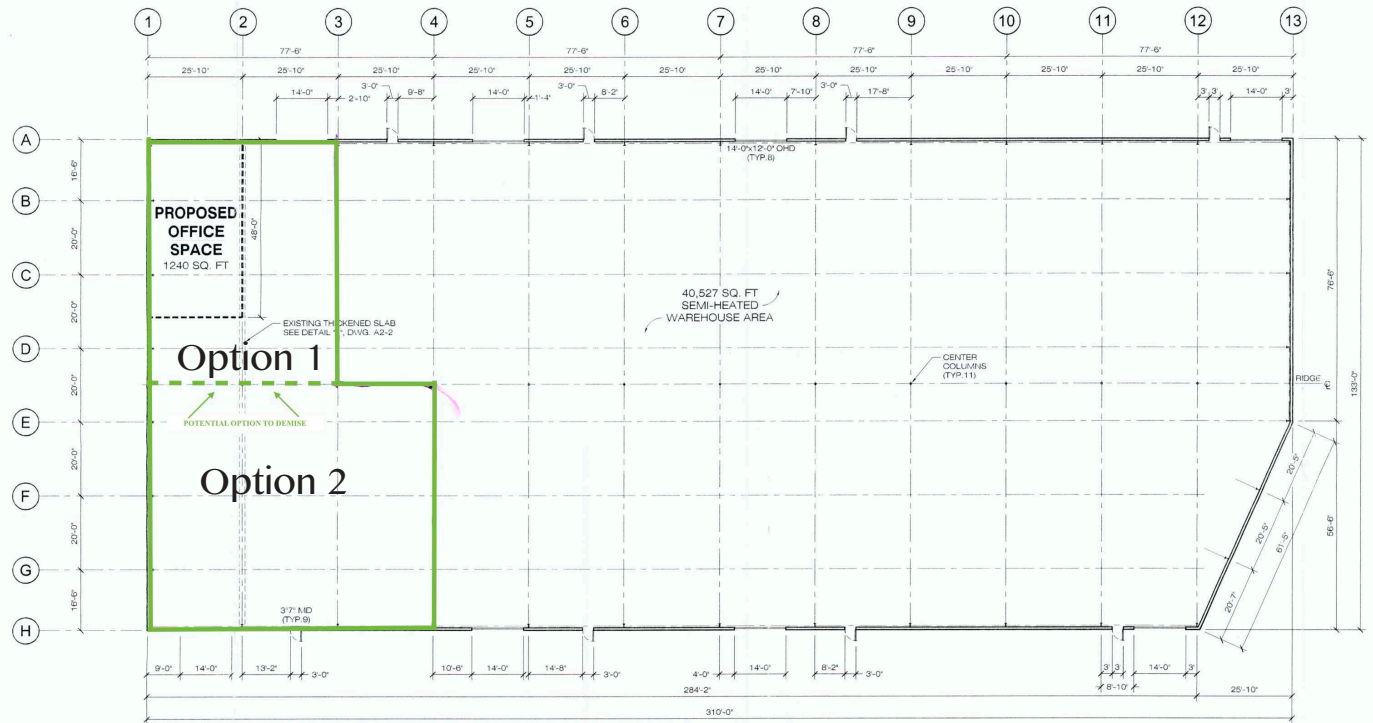 1 2 3 4 5 6 7 8 9 10 11 12 13
77'-6" 77'-6" 77'-6" 77'-6"
25'-10" 25'-10" 25'-10" 25'-10" 25'-10" 25'-10" 25'-10" 25'-10" 25'-10" 25'-10" 25'-10" 25'-10"
3'-0" 3'-0" 3'-0"
14'-0" 2'-10" 9'-8" 14'-0" 1'-4" 8'-2" 14'-0" 7'-10" 17'-8" 3' 3' 14'-0" 3'
A
B
C
D
E
F
G
H
16'-6"
20'-0"
20'-0"
20'-0"
20'-0"
20'-0"
16'-6"
14'-0"x12'-0" OHD
(TYP.8)
PROPOSED
OFFICE
SPACE
1240 SQ. FT
48'-0"
EXISTING THICKENED SLAB
DWG. A2-2
SEE DETAIL
Option 1
POTENTIAL OPTION TO DEMISE
Option 2
40,527 SQ. FT
SEMI-HEATED
WAREHOUSE AREA
CENTER
COLUMNS
(TYP.11)
RIDGE
76'-6"
133'-0"
56'-6"
20'-5"
20'-5"
20'-7"
61'-5"
3'7" MD
(TYP.9)
9'-0" 14'-0" 13'-2" 3'-0" 10'-6" 14'-0" 14'-8" 3'-0" 4'-0" 14'-0" 8'-2" 3'-0" 3' 3' 14'-0" 3'
8'-10"
284'-2" 25'-10"
310'-0"